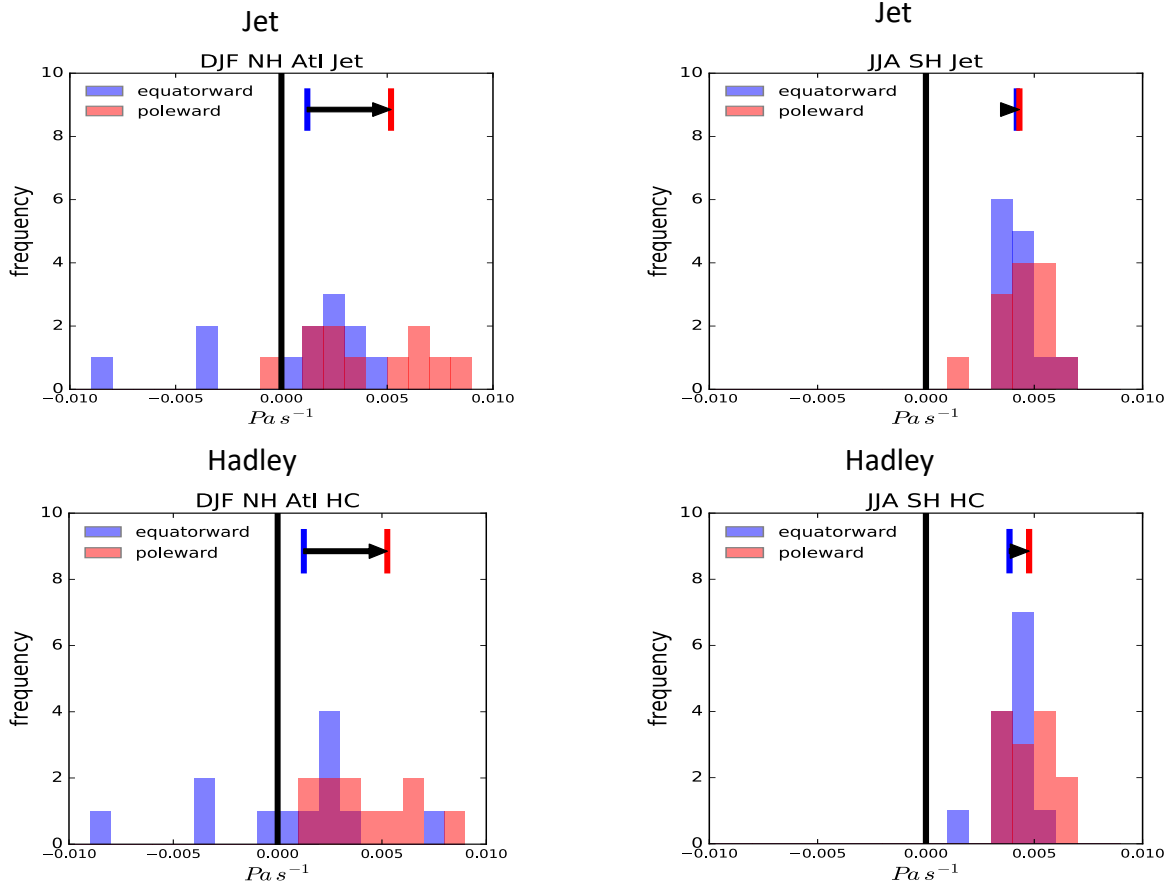 Jet
DJF NH Atl Jet
10
8
6
4
2
0
frequency
equatorward
poleward
−0.010 −0.005 0.000 0.005 0.010
Pa s⁻¹
Jet
JJA SH Jet
10
8
6
4
2
0
frequency
equatorward
poleward
−0.010 −0.005 0.000 0.005 0.010
Pa s⁻¹
Hadley
DJF NH Atl HC
10
8
6
4
2
0
frequency
equatorward
poleward
−0.010 −0.005 0.000 0.005 0.010
Pa s⁻¹
Hadley
JJA SH HC
10
8
6
4
2
0
frequency
equatorward
poleward
−0.010 −0.005 0.000 0.005 0.010
Pa s⁻¹